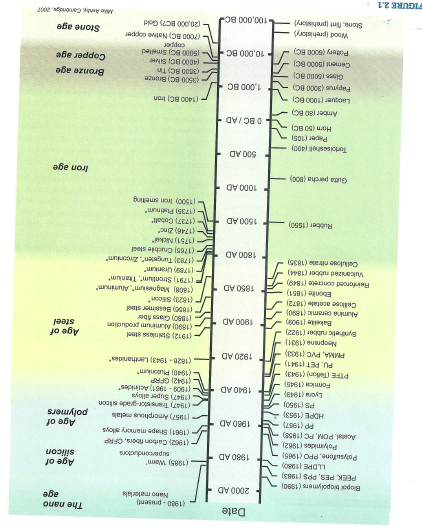 Date
The nano age
Age of silicon
Age of polymers
Age of steel
Iron age
Bronze age
Copper age
Stone age
2000 AD
1980 AD
1960 AD
1940 AD
1920 AD
1900 AD
1850 AD
1800 AD
1500 AD
1000 AD
500 AD
0 BC / AD
1,000 BC
10,000 BC
100,000 BC
Biopol biopolymers (1990)
PEEK, PES, PPS (1983)
LLDPE (1980)
Polysulfone, PPO (1965)
Polyimides (1962)
Acetal, POM, PC (1958)
PP (1957)
HDPE (1953)
PS (1950)
Lycra (1949)
Formica (1945)
PTFE (Teflon) (1943)
PU, PET (1941)
PMMA, PVC (1933)
Neoprene (1931)
Synthetic rubber (1922)
Bakelite (1909)
Alumina ceramic (1890)
Cellulose acetate (1872)
Ebonite (1851)
Reinforced concrete (1849)
Vulcanized rubber (1844)
Cellulose nitrate (1835)
Rubber (1550)
Gutta percha (800)
Tortoiseshell (400)
Paper (105)
Horn (50 BC)
Amber (80 BC)
Lacquer (1000 BC)
Papyrus (3000 BC)
Glass (5000 BC)
Cement (5000 BC)
Pottery (6000 BC)
Wood (prehistory)
Stone, flint (prehistory)
(1980 - present)
Nano materials
(1985) "Warm"
superconductors
(1962) Carbon fibers, CFRP
(1961) Shape memory alloys
(1957) Amorphous metals
(1947) Transistor-grade silicon
(1947) Super alloys
(1909 - 1961) Actinides*
(1942) GFRP
(1940) Plutonium*
(1828 - 1943) Lanthanides*
(1912) Stainless steel
(1890) Aluminum production
(1880) Glass fiber
(1856) Bessemer steel
(1823) Silicon*
(1808) Magnesium*, Aluminum*
(1791) Strontium*, Titanium*
(1789) Uranium*
(1783) Tungsten*, Zirconium*
(1765) Crucible steel
(1751) Nickel*
(1746) Zinc*
(1737) Cobalt*
(1735) Platinum*
(1500) Iron smelting
(1400 BC) Iron
(3500 BC) Bronze
(3500 BC) Tin
(4000 BC) Silver
(5000 BC) Smelted
copper
(7000 BC) Native copper
(20,000 BC?) Gold
Mike Ashby, 2007
FIGURE 2.1